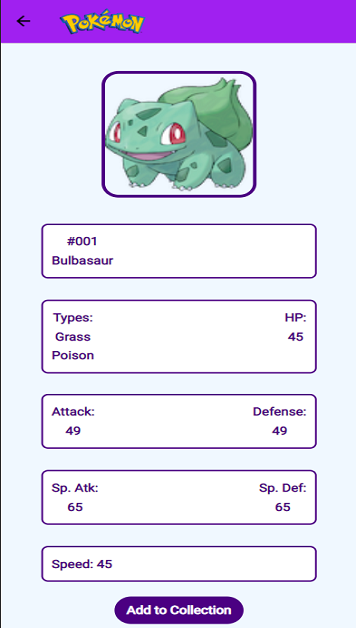 POKéMON
#001
Bulbasaur
Types: HP:
Grass 45
Poison
Attack: Defense:
49 49
Sp. Atk: Sp. Def:
65 65
Speed: 45
Add to Collection